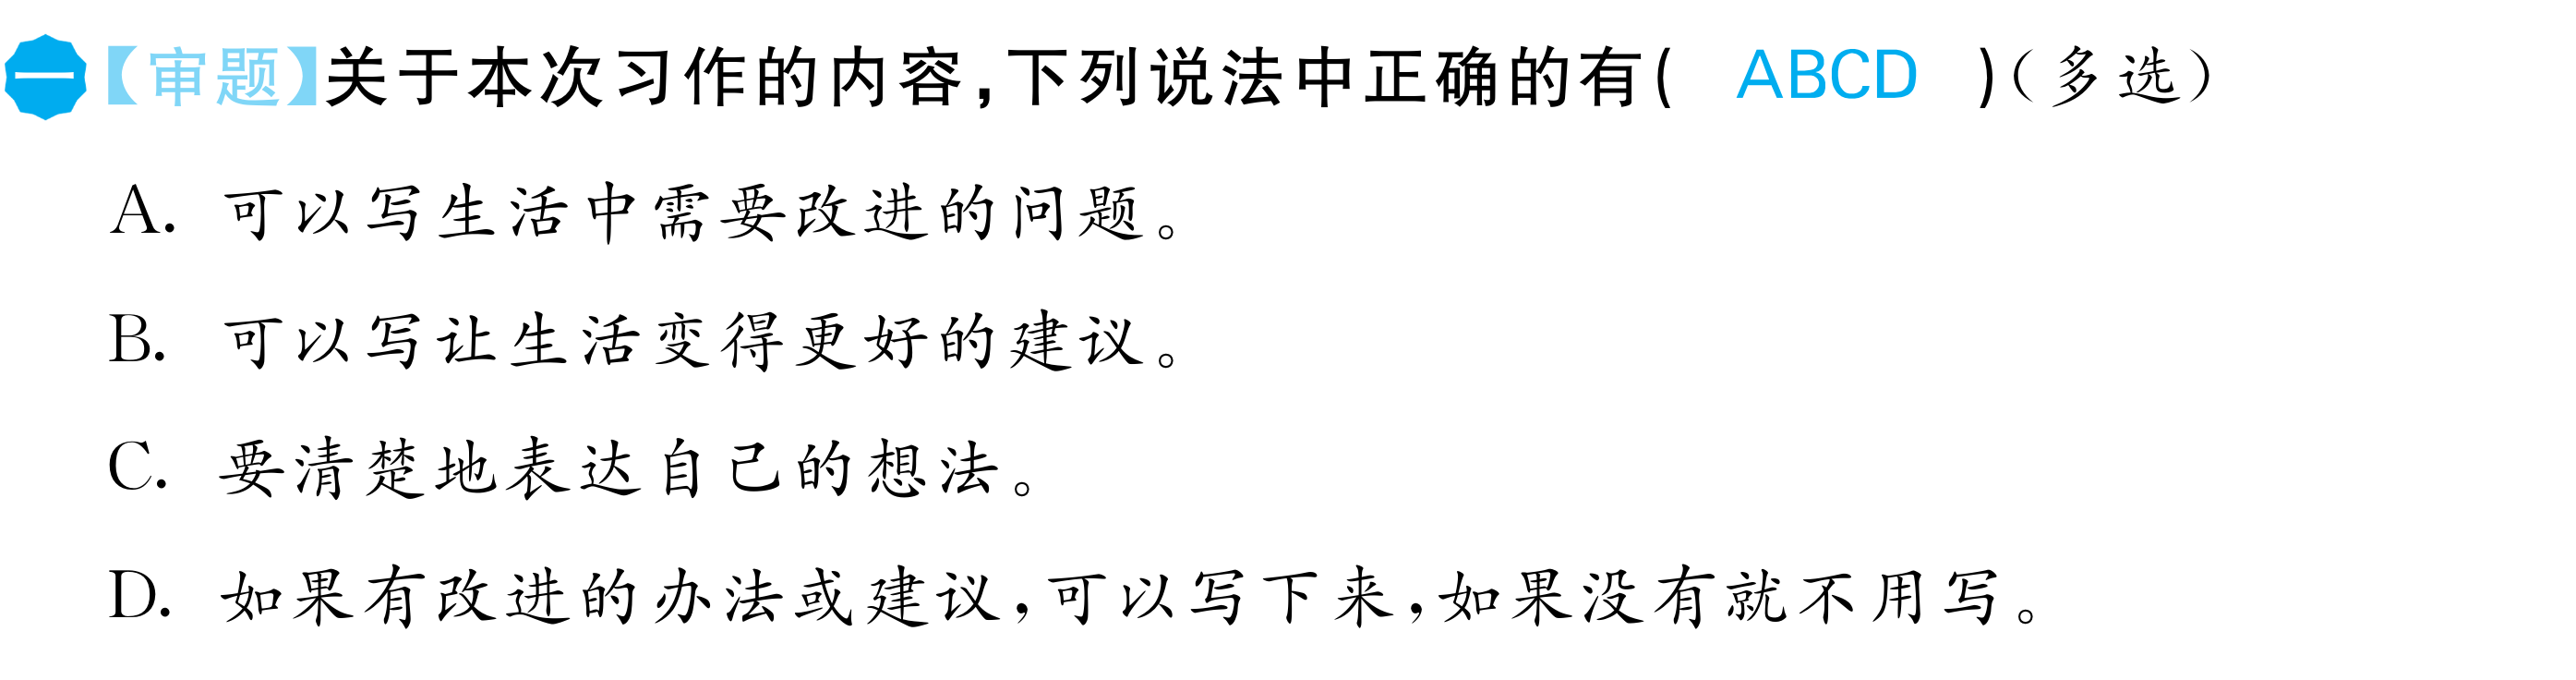 一【审题】关于本次习作的内容,下列说法中正确的有( ABCD )(多选)
A. 可以写生活中需要改进的问题。
B. 可以写让生活变得更好的建议。
C. 要清楚地表达自己的想法。
D. 如果有改进的办法或建议,可以写下来,如果没有就不用写。